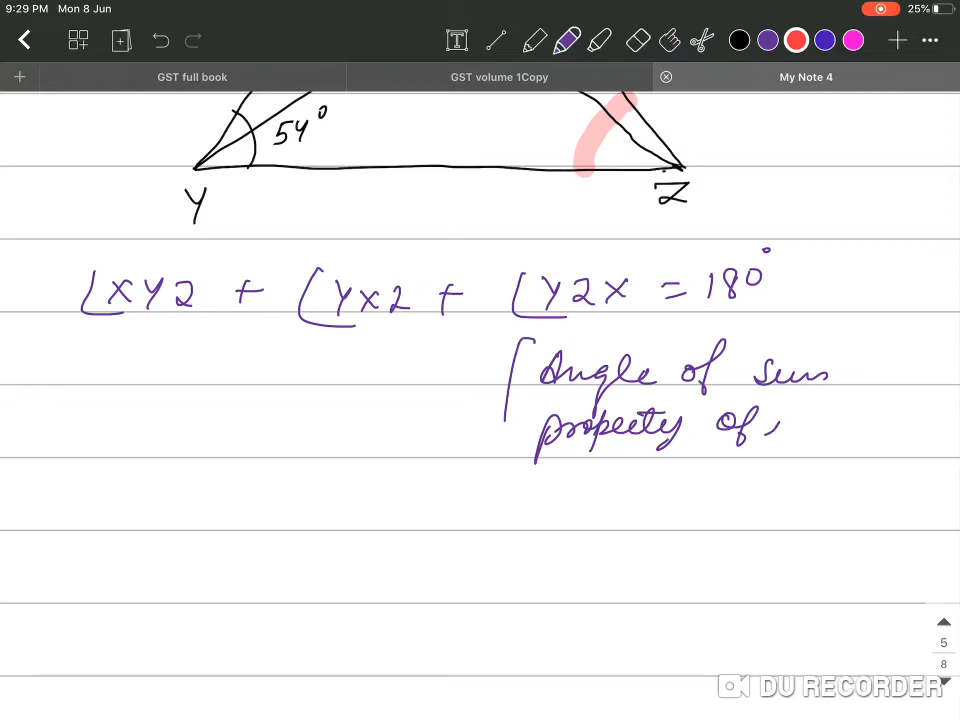 9:29 PM Mon 8 Jun
25%
GST full book
GST volume 1Copy
My Note 4
54°
Y
Z
∠XYZ + ∠YXZ + ∠YZX = 180°
[Angle of sum
property of
5
8
DU RECORDER